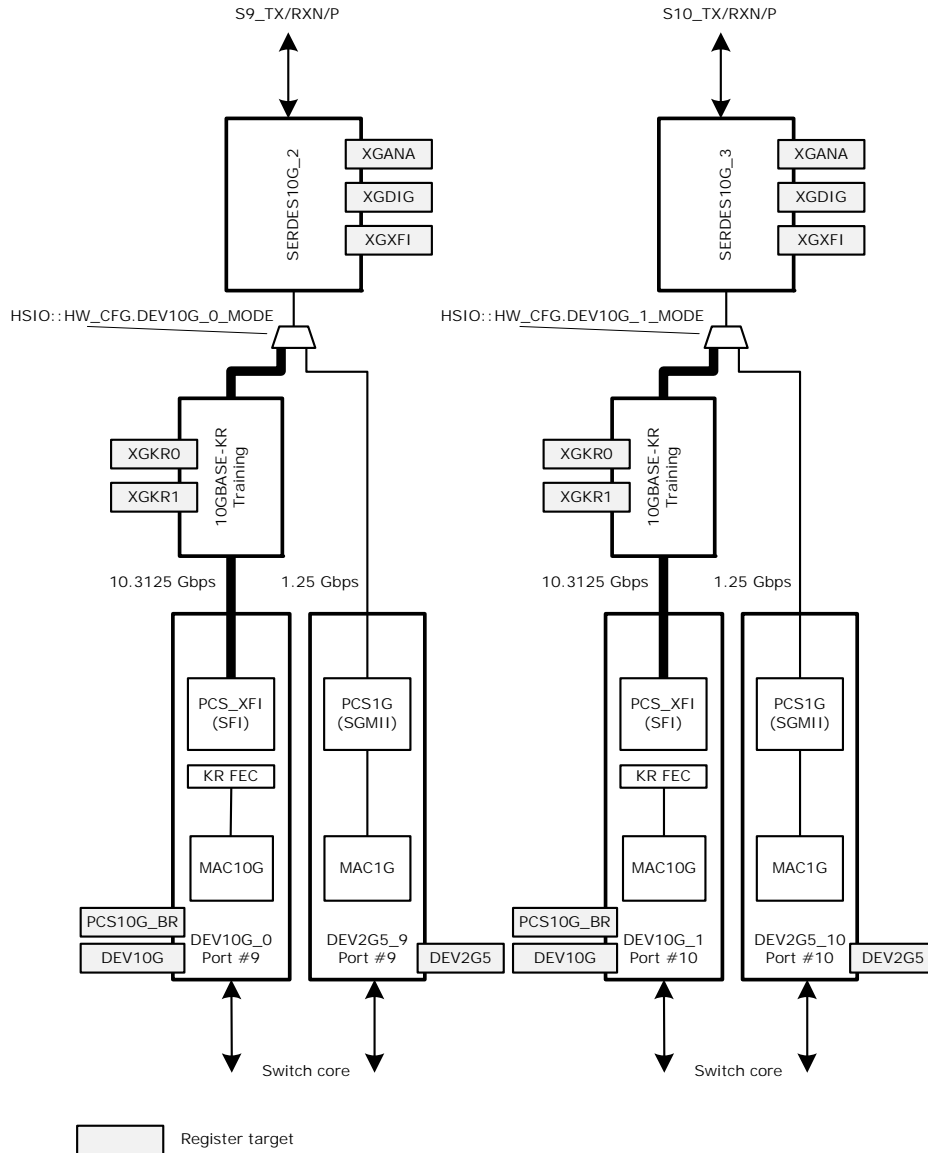 S9_TX/RXN/P
S10_TX/RXN/P
SERDES10G_2
XGANA
XGDIG
XGXFI
SERDES10G_3
XGANA
XGDIG
XGXFI
HSIO::HW_CFG.DEV10G_0_MODE
HSIO::HW_CFG.DEV10G_1_MODE
XGKR0
XGKR1
10GBASE-KR
Training
XGKR0
XGKR1
10GBASE-KR
Training
10.3125 Gbps
1.25 Gbps
10.3125 Gbps
1.25 Gbps
PCS_XFI
(SFI)
PCS1G
(SGMII)
PCS_XFI
(SFI)
PCS1G
(SGMII)
KR FEC
KR FEC
MAC10G
MAC1G
MAC10G
MAC1G
PCS10G_BR
DEV10G
DEV10G_0
Port #9
DEV2G5_9
Port #9
DEV2G5
PCS10G_BR
DEV10G
DEV10G_1
Port #10
DEV2G5_10
Port #10
DEV2G5
Switch core
Switch core
Register target